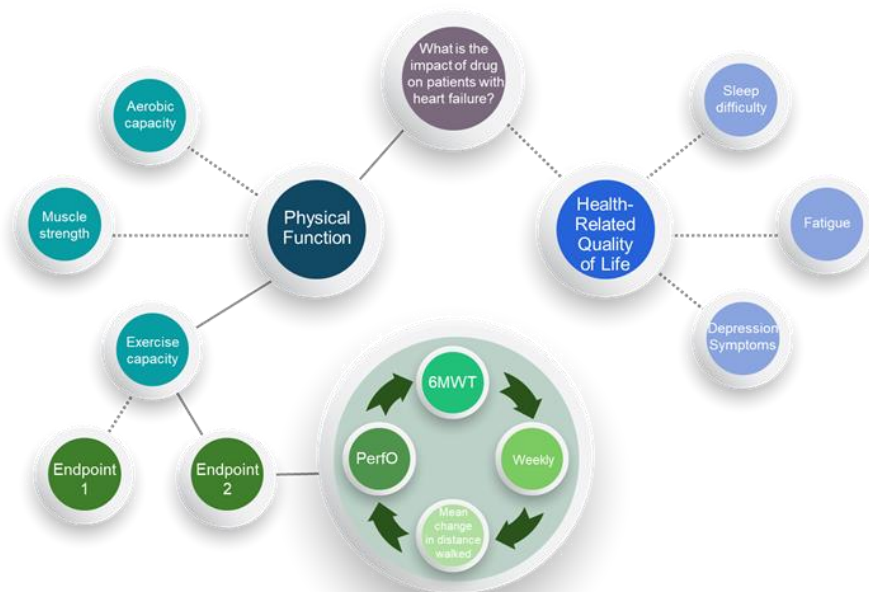 What is the
impact of drug
on patients with
heart failure?
Aerobic
capacity
Sleep
difficulty
Muscle
strength
Physical
Function
Health-
Related
Quality
of Life
Fatigue
Exercise
capacity
Depression
Symptoms
6MWT
PerfO
Weekly
Mean
change
in distance
walked
Endpoint
1
Endpoint
2